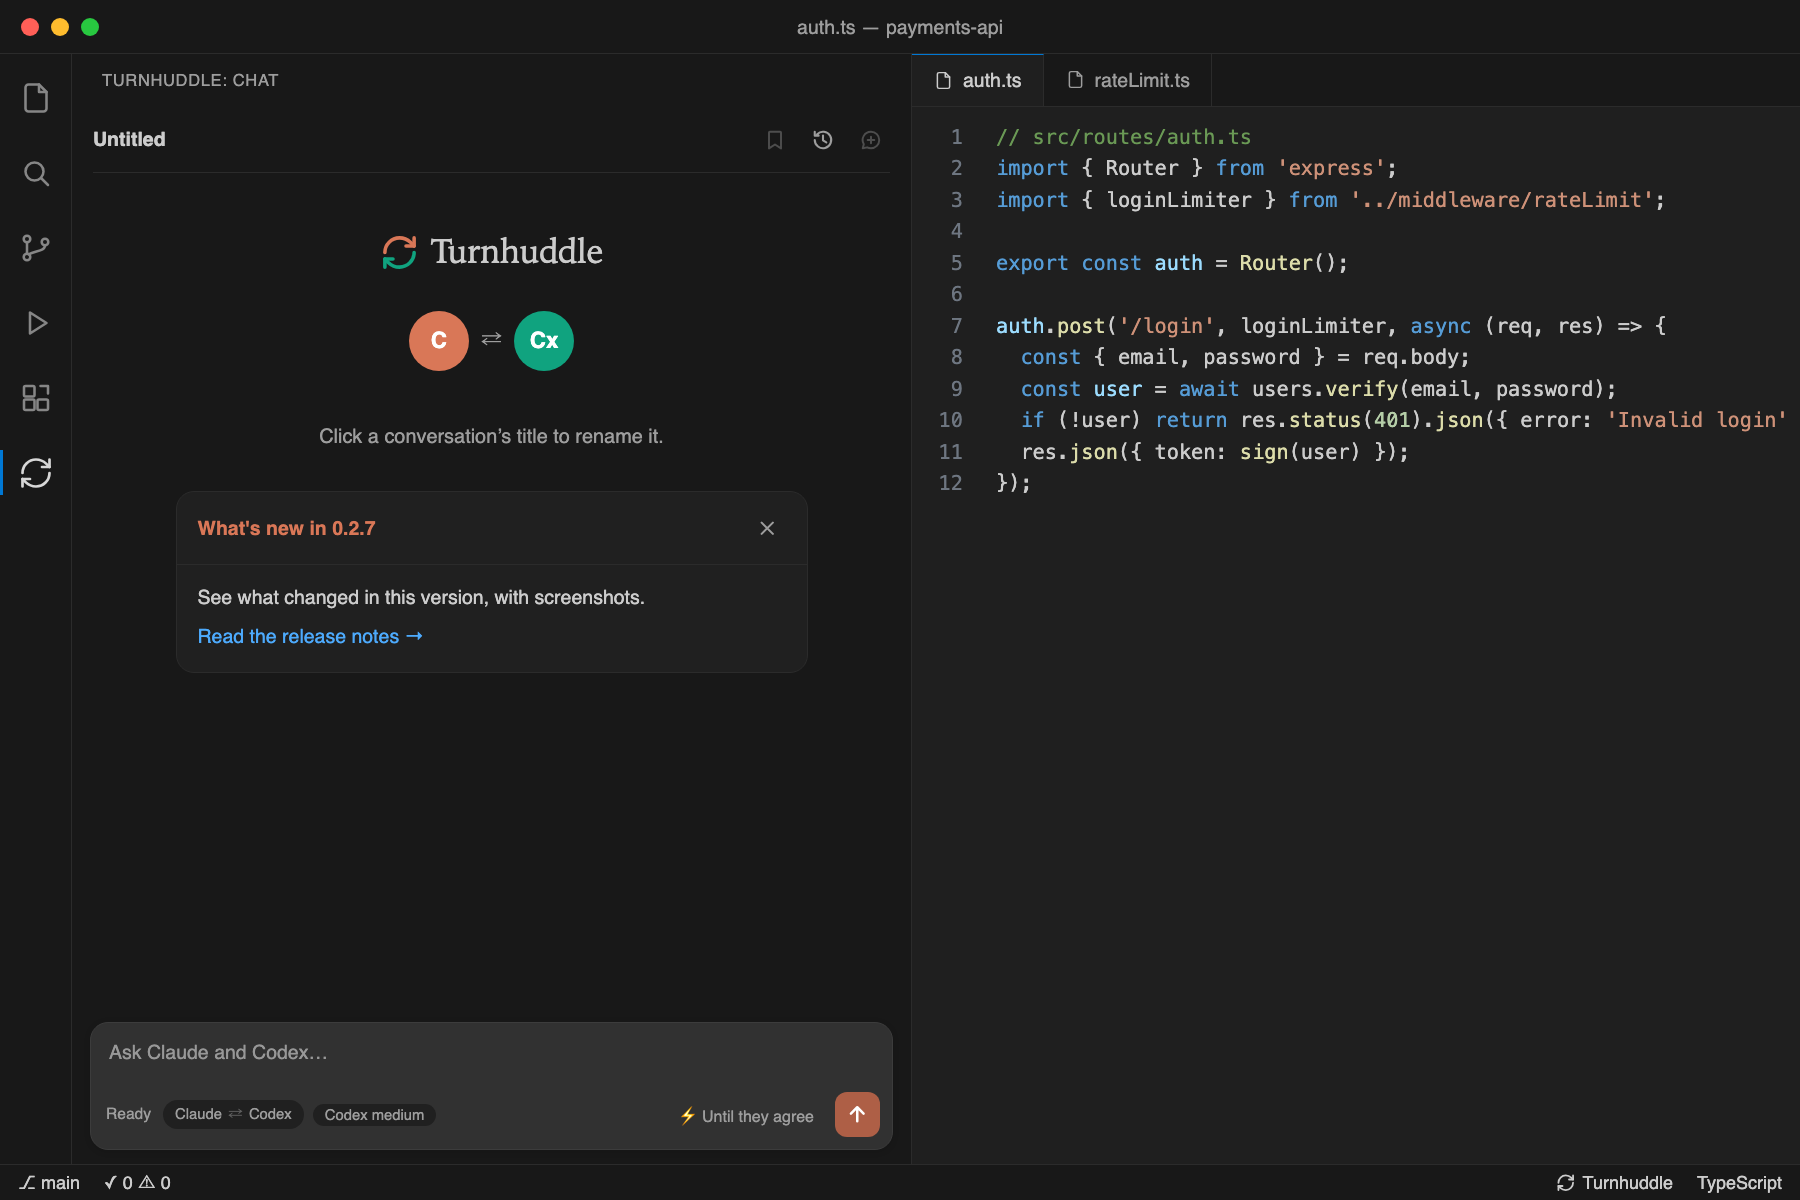 auth.ts — payments-api
TURNHUDDLE: CHAT
Untitled
Turnhuddle
C ⇄ Cx
Click a conversation’s title to rename it.
What's new in 0.2.7
See what changed in this version, with screenshots.
Read the release notes →
Ask Claude and Codex…
Ready
Claude ⇄ Codex
Codex medium
⚡ Until they agree
auth.ts
rateLimit.ts
1 // src/routes/auth.ts
2 import { Router } from 'express';
3 import { loginLimiter } from '../middleware/rateLimit';
4
5 export const auth = Router();
6
7 auth.post('/login', loginLimiter, async (req, res) => {
8 const { email, password } = req.body;
9 const user = await users.verify(email, password);
10 if (!user) return res.status(401).json({ error: 'Invalid login'
11 res.json({ token: sign(user) });
12 });
⎇ main
✓ 0 ⚠ 0
Turnhuddle
TypeScript